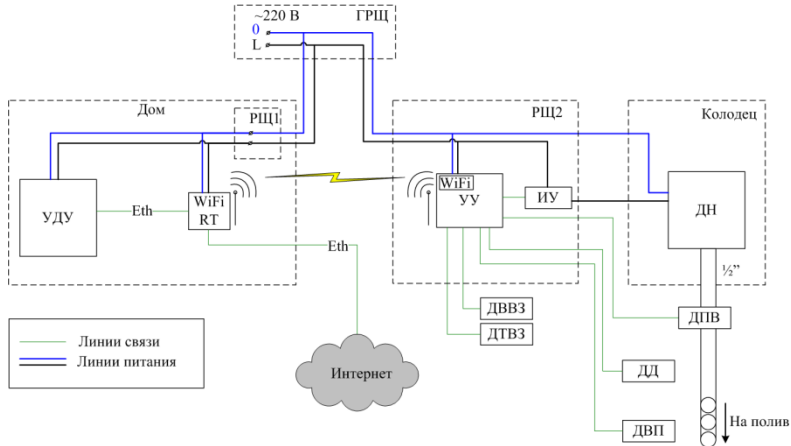 ~220 В
ГРЩ
0
L
Дом
РЩ1
РЩ2
Колодец
УДУ
Eth
WiFi
RT
WiFi
УУ
ИУ
ДН
Eth
½”
ДВВЗ
ДТВЗ
ДПВ
Линии связи
Линии питания
Интернет
ДД
ДВП
На полив